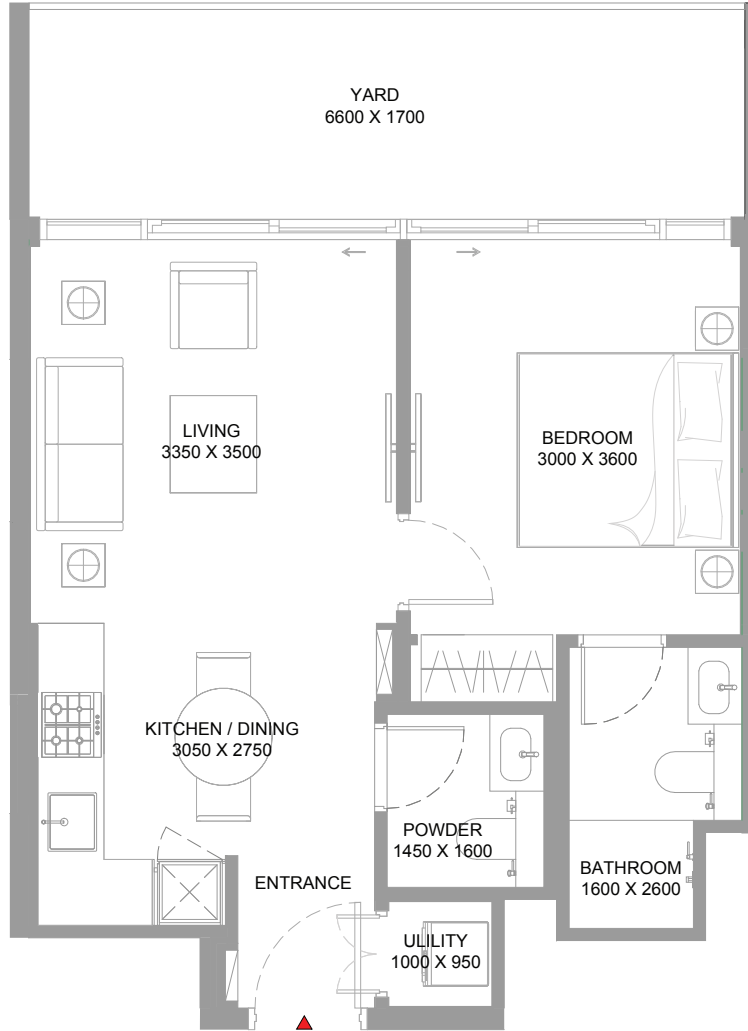 YARD
6600 X 1700
LIVING
3350 X 3500
BEDROOM
3000 X 3600
KITCHEN / DINING
3050 X 2750
POWDER
1450 X 1600
BATHROOM
1600 X 2600
ENTRANCE
ULILITY
1000 X 950